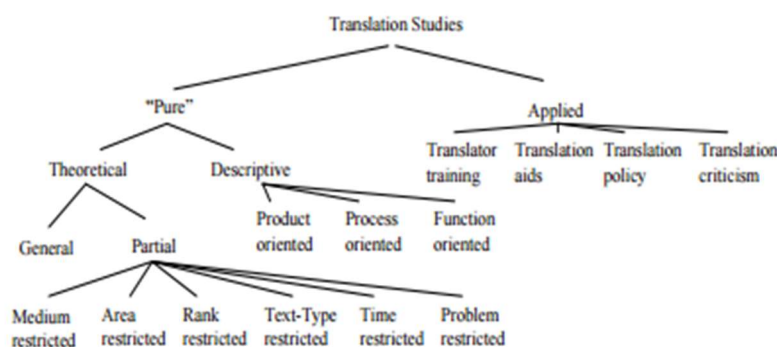 Translation Studies
"Pure"
Applied
Theoretical
Descriptive
Translator training
Translation aids
Translation policy
Translation criticism
Product oriented
Process oriented
Function oriented
General
Partial
Medium restricted
Area restricted
Rank restricted
Text-Type restricted
Time restricted
Problem restricted